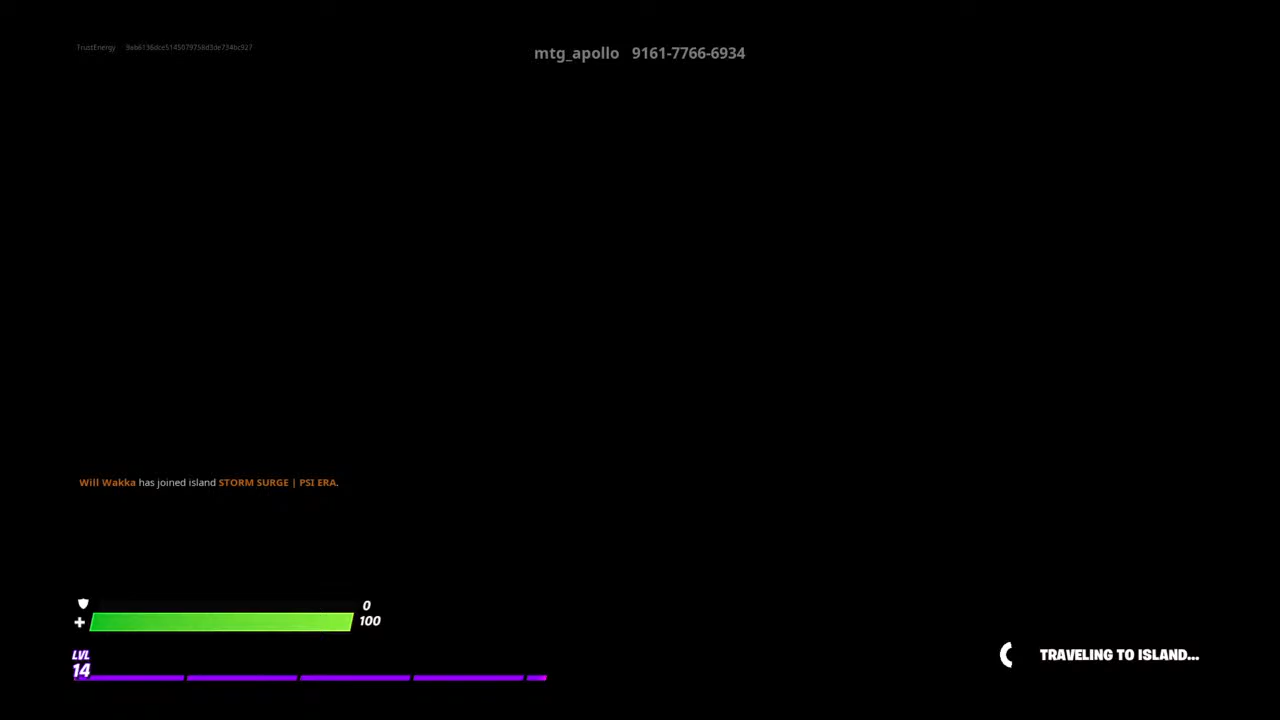 TrustEnergy
mtg_apollo 9161-7766-6934
Will Wakka has joined island STORM SURGE | PSI ERA.
0
100
LVL
14
TRAVELING TO ISLAND...